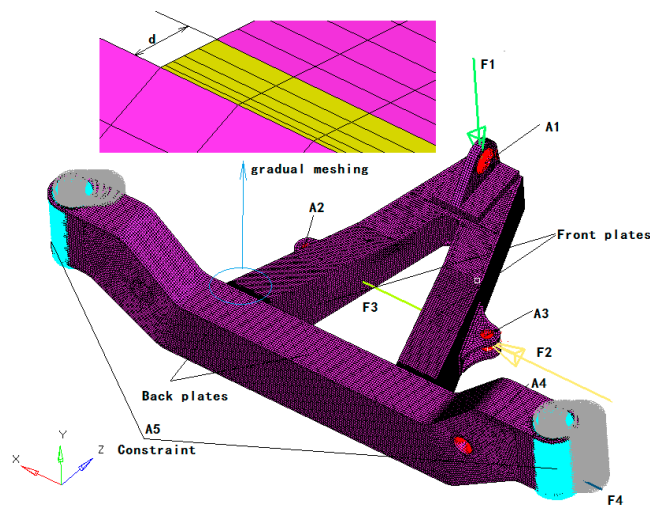 d
F1
A1
gradual meshing
A2
Front plates
F3
A3
F2
A4
Back plates
A5
Constraint
Y
Z
X
F4